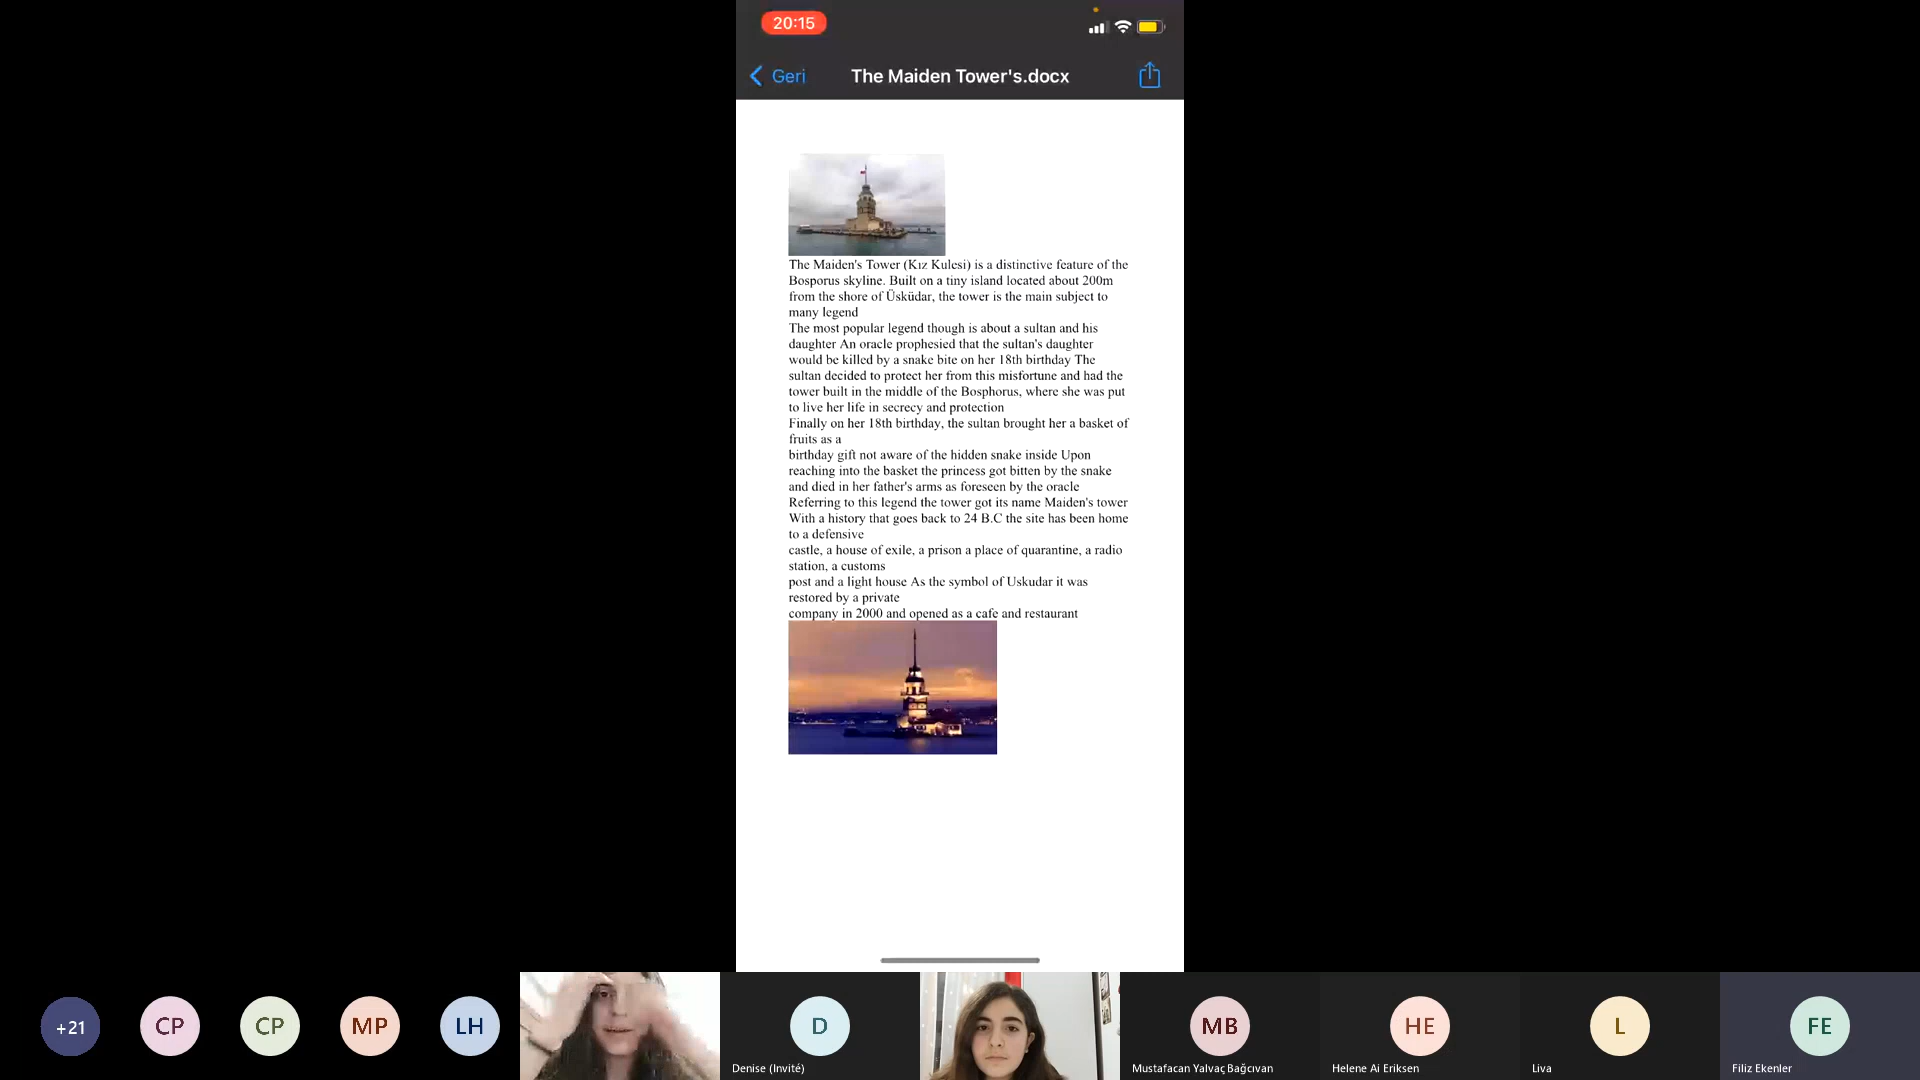 20:15
Geri
The Maiden Tower's.docx
The Maiden's Tower (Kız Kulesi) is a distinctive feature of the
Bosporus skyline. Built on a tiny island located about 200m
from the shore of Üsküdar, the tower is the main subject to
many legend
The most popular legend though is about a sultan and his
daughter An oracle prophesied that the sultan's daughter
would be killed by a snake bite on her 18th birthday The
sultan decided to protect her from this misfortune and had the
tower built in the middle of the Bosphorus, where she was put
to live her life in secrecy and protection
Finally on her 18th birthday, the sultan brought her a basket of
fruits as a
birthday gift not aware of the hidden snake inside Upon
reaching into the basket the princess got bitten by the snake
and died in her father's arms as foreseen by the oracle
Referring to this legend the tower got its name Maiden's tower
With a history that goes back to 24 B.C the site has been home
to a defensive
castle, a house of exile, a prison a place of quarantine, a radio
station, a customs
post and a light house As the symbol of Uskudar it was
restored by a private
company in 2000 and opened as a cafe and restaurant
+21
CP
CP
MP
LH
D
Denise (Invité)
MB
Mustafacan Yalvaç Bağcıvan
HE
Helene Ai Eriksen
L
Liva
FE
Filiz Ekenler